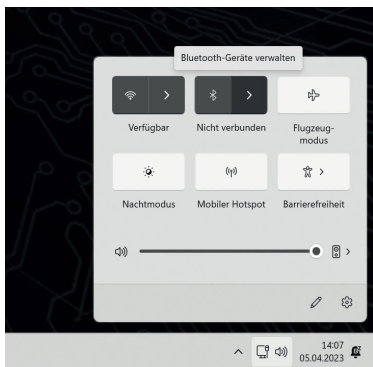 Bluetooth-Geräte verwalten
Verfügbar
Nicht verbunden
Flugzeug-
modus
Nachtmodus
Mobiler Hotspot
Barrierefreiheit
14:07
05.04.2023